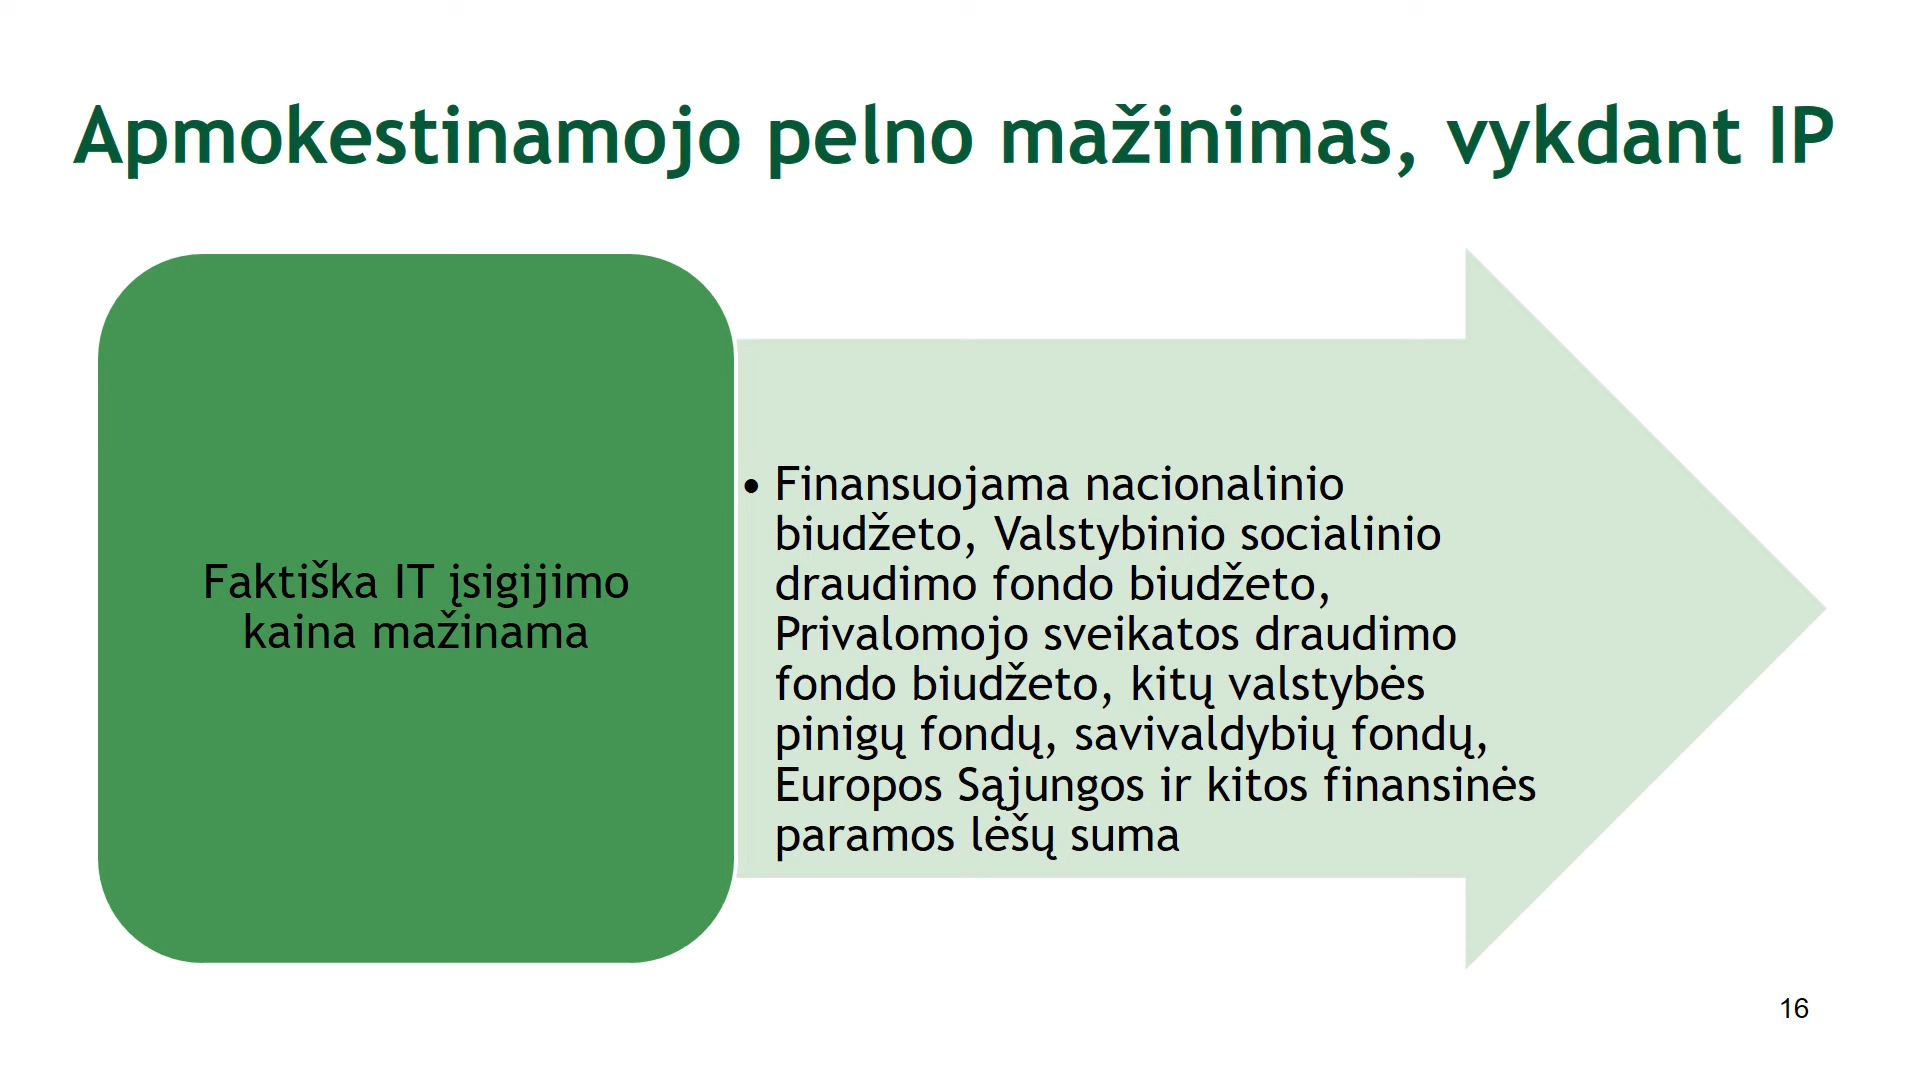 Apmokestinamojo pelno mažinimas, vykdant IP
Faktiška IT įsigijimo
kaina mažinama
• Finansuojama nacionalinio
biudžeto, Valstybinio socialinio
draudimo fondo biudžeto,
Privalomojo sveikatos draudimo
fondo biudžeto, kitų valstybės
pinigų fondų, savivaldybių fondų,
Europos Sąjungos ir kitos finansinės
paramos lėšų suma
16